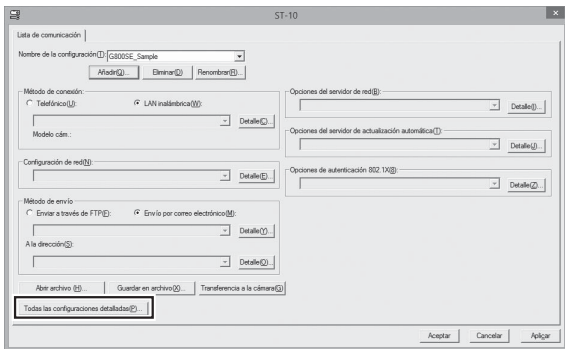 ST-10
Lista de comunicación
Nombre de la configuración(T): G800SE_Sample
Añadir(Q)... Eliminar(D) Renombrar(R)...
Método de conexión:
Telefónico(U): LAN inalámbrica(W):
Detalle(C)...
Modelo cám.:
Configuración de red(N):
Detalle(E)...
Método de envío
Enviar a través de FTP(F): Envío por correo electrónico(M):
Detalle(Y)...
A la dirección(S):
Detalle(O)...
Opciones del servidor de red(B):
Detalle(I)...
Opciones del servidor de actualización automática(T):
Detalle(J)...
Opciones de autenticación 802.1X(8):
Detalle(Z)...
Abrir archivo (H)... Guardar en archivo(X)... Transferencia a la cámara(G)
Todas las configuraciones detalladas(P)...
Aceptar Cancelar Aplicar